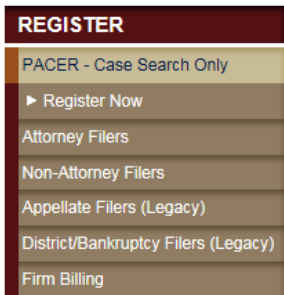 REGISTER
PACER - Case Search Only
► Register Now
Attorney Filers
Non-Attorney Filers
Appellate Filers (Legacy)
District/Bankruptcy Filers (Legacy)
Firm Billing